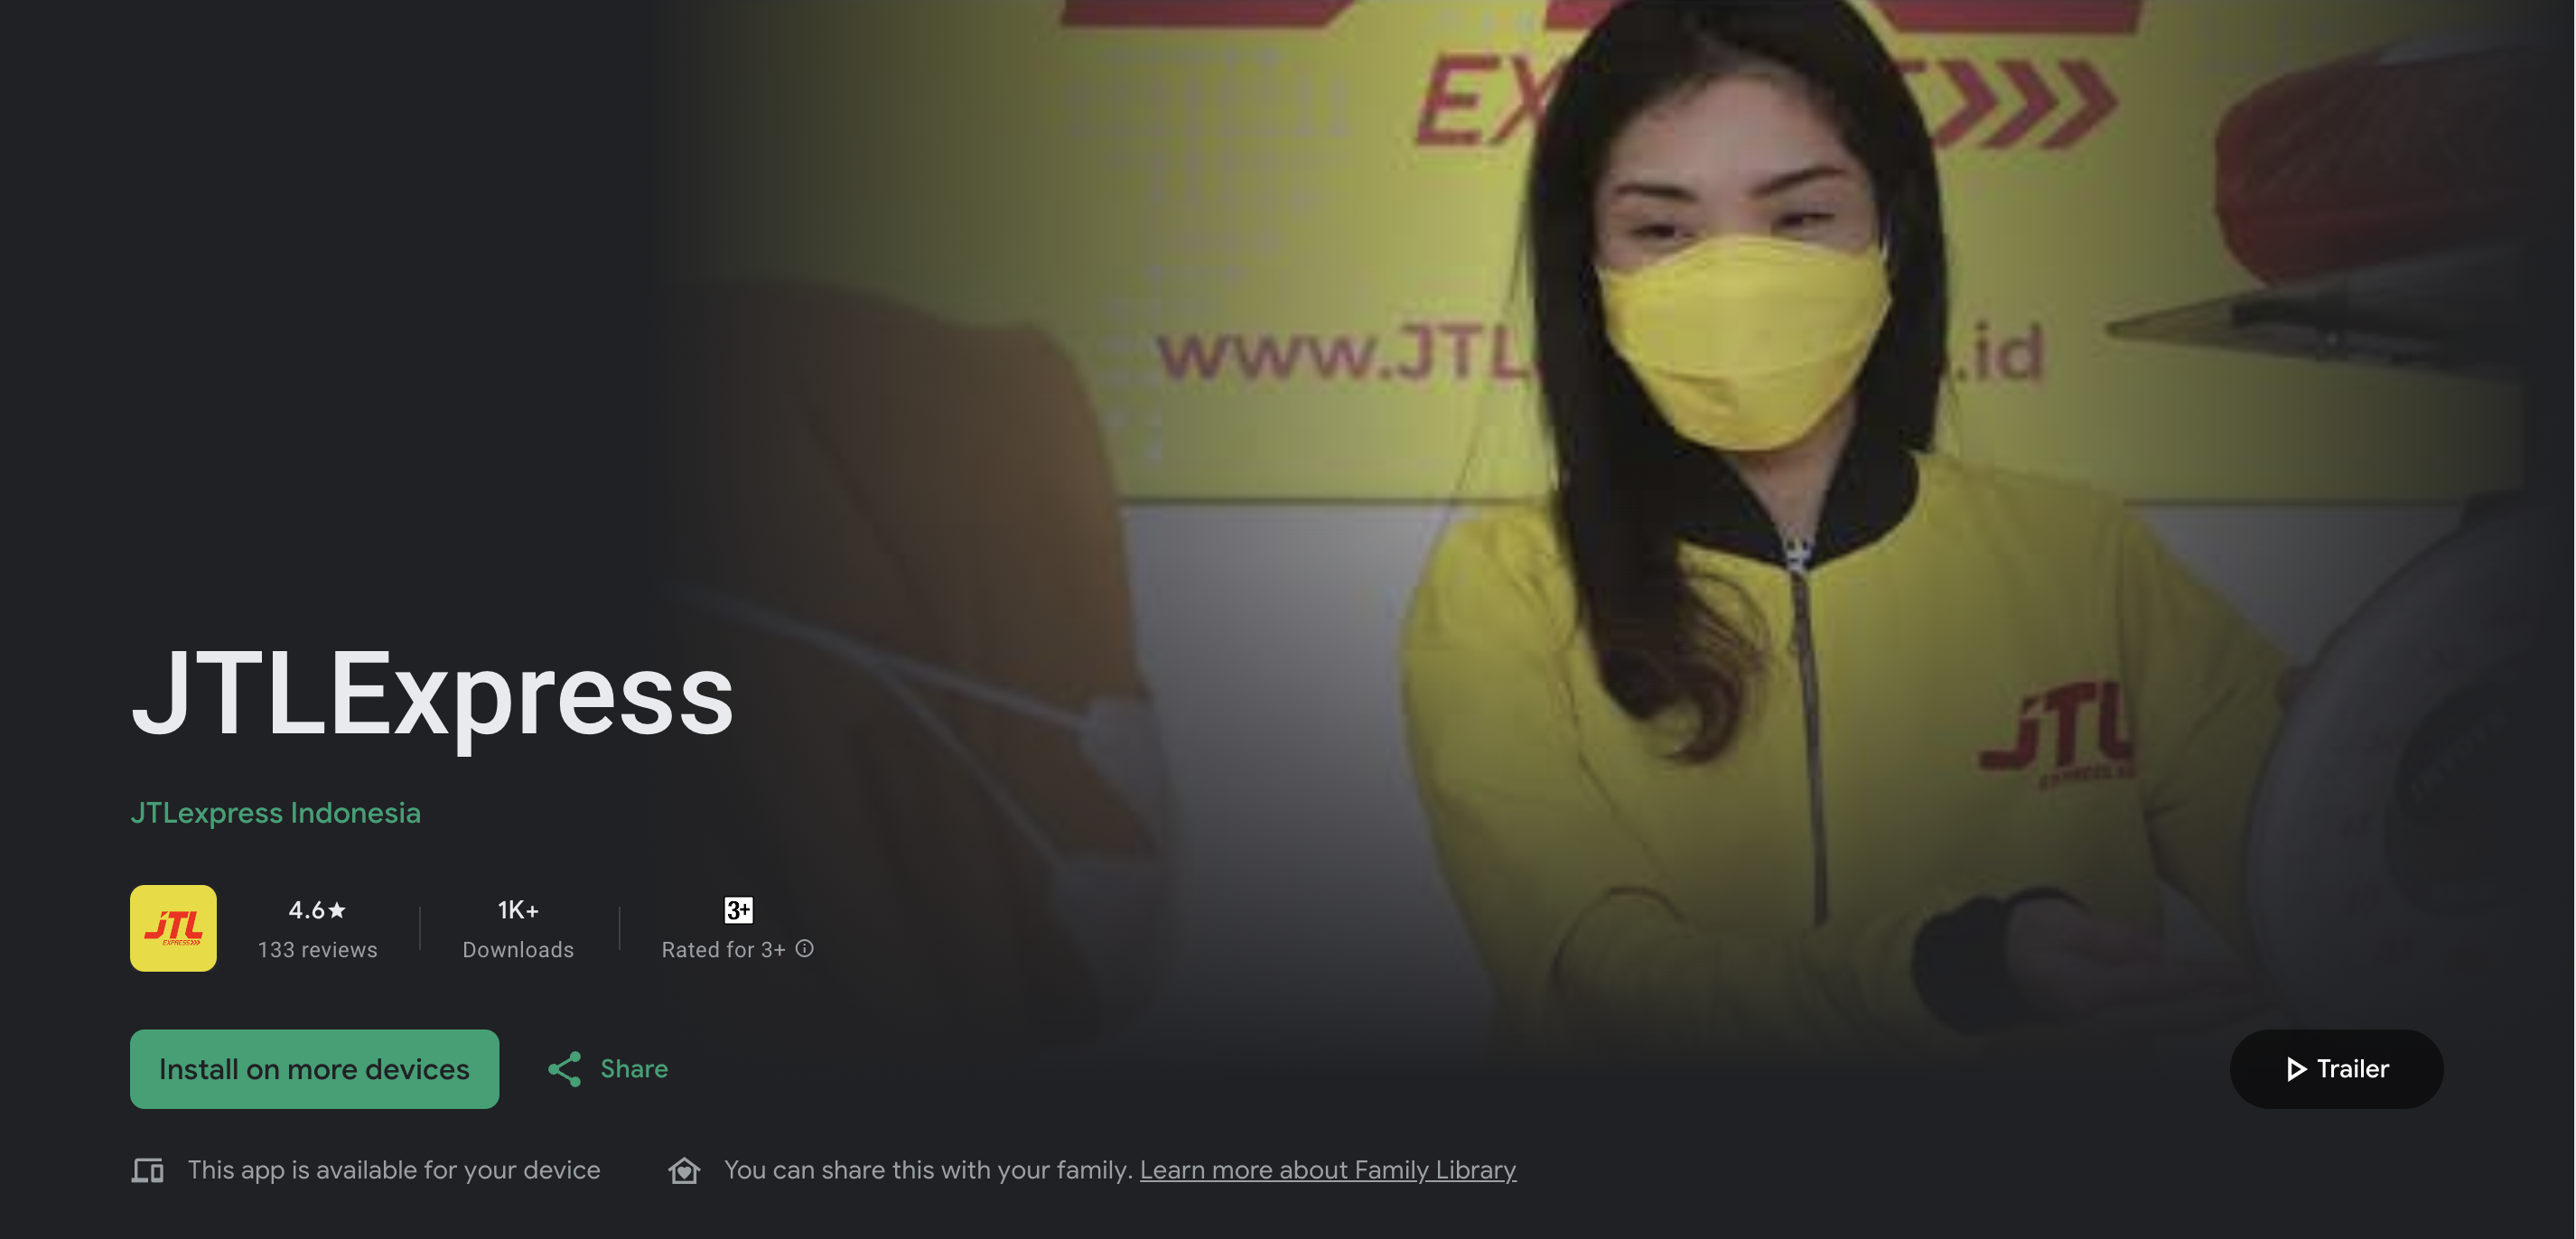 EX
www.JTL
.id
JTL
JTLExpress
JTLexpress Indonesia
JTL
EXPRESS
4.6★
133 reviews
1K+
Downloads
3+
Rated for 3+
Install on more devices
Share
Trailer
This app is available for your device
You can share this with your family. Learn more about Family Library